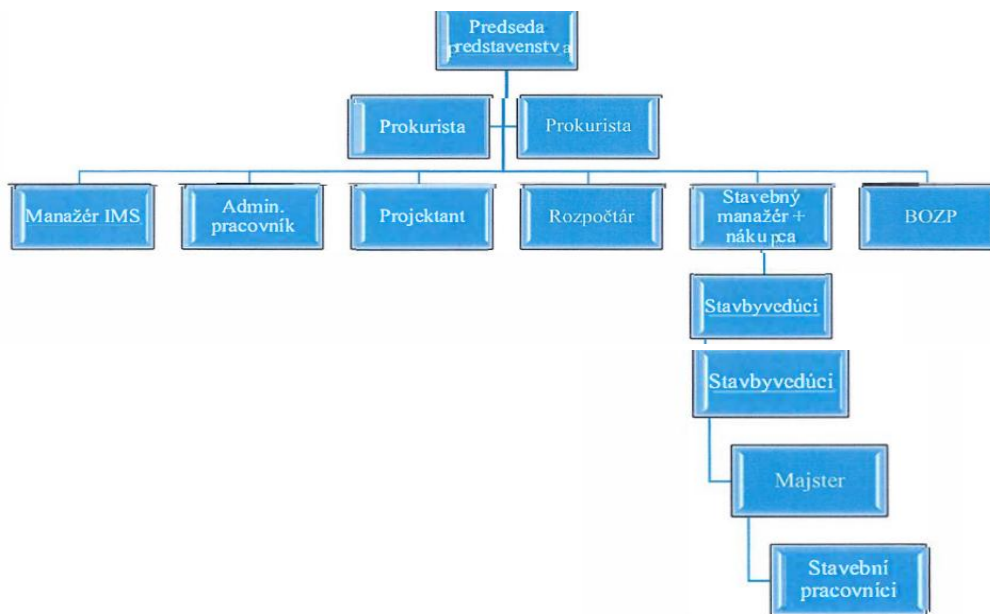 Predseda
predstavenstva
Prokurista
Prokurista
Manažér IMS
Admin.
pracovník
Projektant
Rozpočtár
Stavebný
manažér +
nákupca
BOZP
Stavbyvedúci
Stavbyvedúci
Majster
Stavební
pracovníci